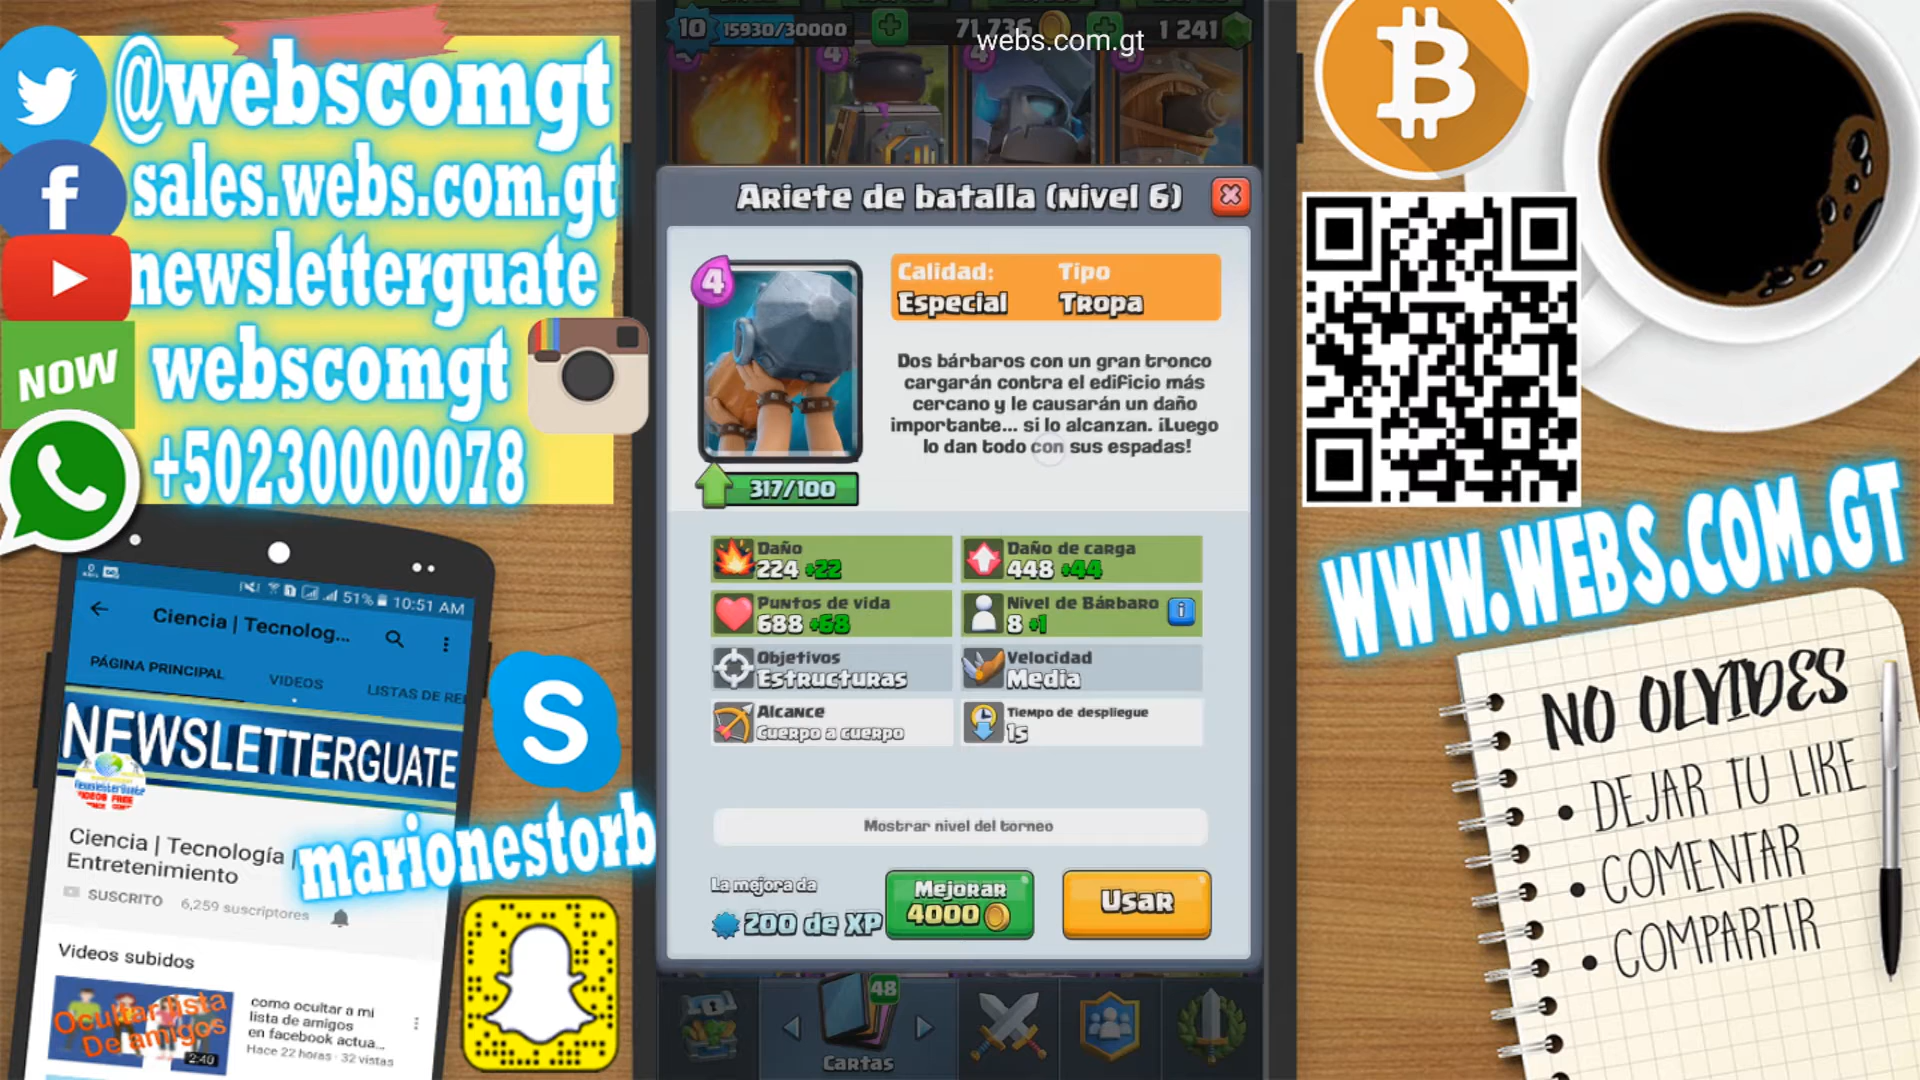 @webscomgt
sales.webs.com.gt
newsletterguate
NOW
webscomgt
+50230000078
51% 10:51 AM
Ciencia | Tecnolog...
PÁGINA PRINCIPAL VIDEOS LISTAS DE RE
NEWSLETTERGUATE
Ciencia | Tecnología |
Entretenimiento
SUSCRITO 6,259 suscriptores
Videos subidos
Ocultar lista
De amigos
2:40
como ocultar a mi
lista de amigos
en facebook actua...
Hace 22 horas · 32 vistas
S
marionestorb
10 15930/30000 71,736 1 241
webs.com.gt
4 4 4
Ariete de batalla (Nivel 6)
4
Calidad: Tipo
Especial Tropa
Dos bárbaros con un gran tronco
cargarán contra el edificio más
cercano y le causarán un daño
importante... si lo alcanzan. ¡Luego
lo dan todo con sus espadas!
317/100
Daño
224 +22
Daño de carga
448 +44
Puntos de vida
688 +68
Nivel de Bárbaro
8 +1
i
Objetivos
Estructuras
Velocidad
Media
Alcance
Cuerpo a cuerpo
Tiempo de despliegue
1s
Mostrar nivel del torneo
La mejora da
200 de XP
Mejorar
4000
Usar
48
Cartas
WWW.WEBS.COM.GT
NO OLVIDES
• DEJAR TU LIKE
• COMENTAR
• COMPARTIR